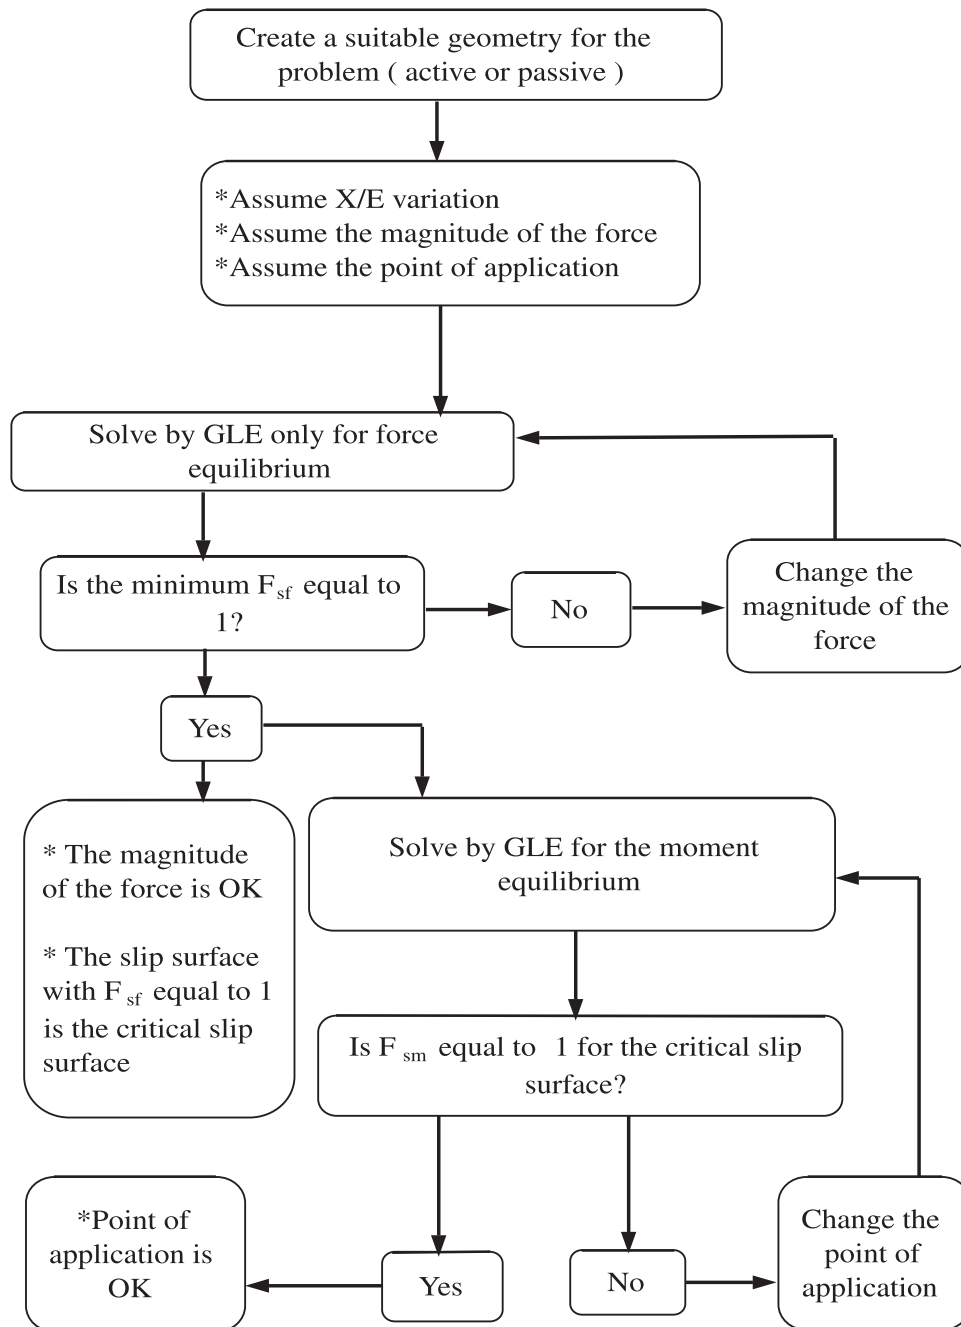 Create a suitable geometry for the
problem ( active or passive )
*Assume X/E variation
*Assume the magnitude of the force
*Assume the point of application
Solve by GLE only for force
equilibrium
Is the minimum Fsf equal to
1?
No
Change the
magnitude of the
force
Yes
* The magnitude
of the force is OK
* The slip surface
with F sf equal to 1
is the critical slip
surface
Solve by GLE for the moment
equilibrium
Is F sm equal to 1 for the critical slip
surface?
*Point of
application is
OK
Yes
No
Change the
point of
application